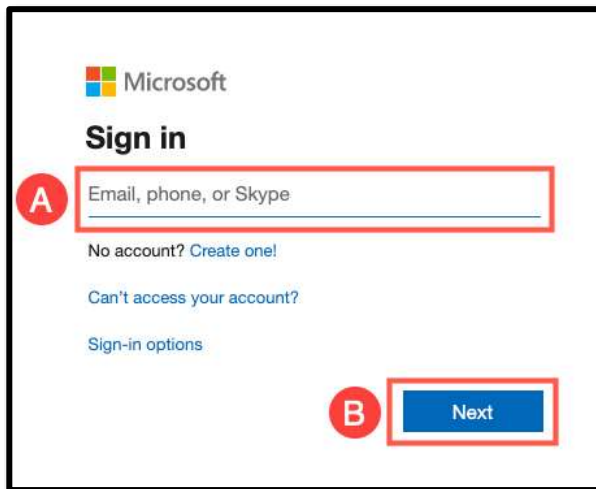 Microsoft
Sign in
A
Email, phone, or Skype
No account? Create one!
Can't access your account?
Sign-in options
B
Next